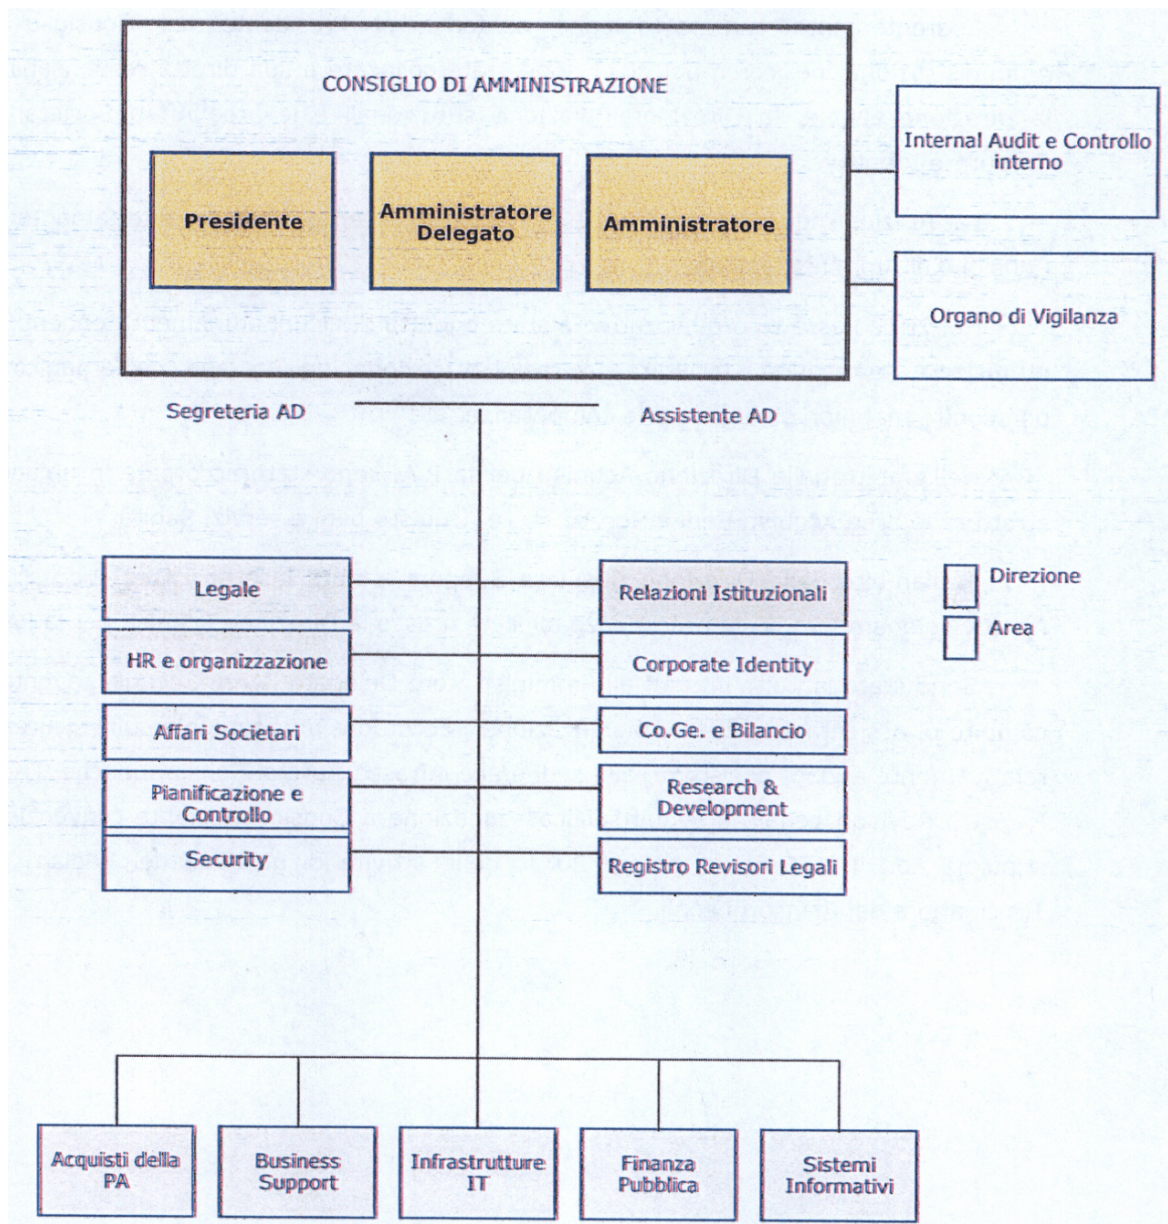 CONSIGLIO DI AMMINISTRAZIONE
Presidente
Amministratore
Delegato
Amministratore
Internal Audit e Controllo
interno
Organo di Vigilanza
Segreteria AD
Assistente AD
Legale
Relazioni Istituzionali
Direzione
Area
HR e organizzazione
Corporate Identity
Affari Societari
Co.Ge. e Bilancio
Pianificazione e
Controllo
Research &
Development
Security
Registro Revisori Legali
Acquisti della
PA
Business
Support
Infrastrutture
IT
Finanza
Pubblica
Sistemi
Informativi